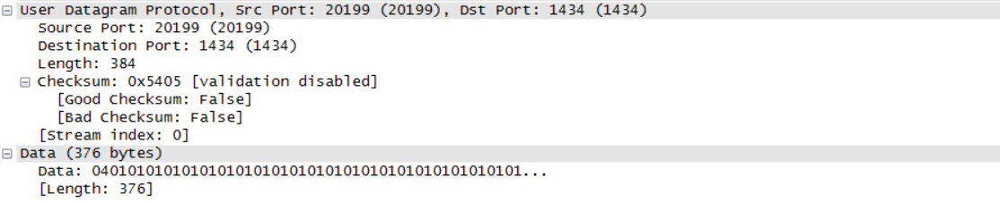 User Datagram Protocol, Src Port: 20199 (20199), Dst Port: 1434 (1434)
Source Port: 20199 (20199)
Destination Port: 1434 (1434)
Length: 384
Checksum: 0x5405 [validation disabled]
[Good Checksum: False]
[Bad Checksum: False]
[Stream index: 0]
Data (376 bytes)
Data: 040101010101010101010101010101010101010101010101...
[Length: 376]